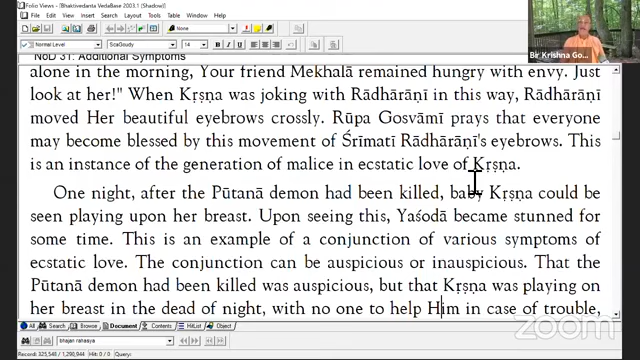 Folio Views - [Bhaktivedanta VedaBase 2003.1 (Shadow)]
File Edit View Search Layout Insert Tools Window Help
Normal Level
ScaGoudy
14
<None>
NoD 31: Additional Symptoms
Bir Krishna Go...
alone in the morning, Your friend Mekhalā remained hungry with envy. Just
look at her!" When Kṛṣṇa was joking with Rādhārāṇī in this way, Rādhārāṇī
moved Her beautiful eyebrows crossly. Rūpa Gosvāmī prays that everyone
may become blessed by this movement of Śrīmatī Rādhārāṇī's eyebrows. This
is an instance of the generation of malice in ecstatic love of Kṛṣṇa.
One night, after the Pūtanā demon had been killed, baby Kṛṣṇa could be
seen playing upon her breast. Upon seeing this, Yaśodā became stunned for
some time. This is an example of a conjunction of various symptoms of
ecstatic love. The conjunction can be auspicious or inauspicious. That the
Pūtanā demon had been killed was auspicious, but that Kṛṣṇa was playing on
her breast in the dead of night, with no one to help Him in case of trouble,
All Browse Document Contents HitList Object
bhajan rahasya
Record: 325,548 / 1,298,944 Hit: 0 / 0 Query:
zoom